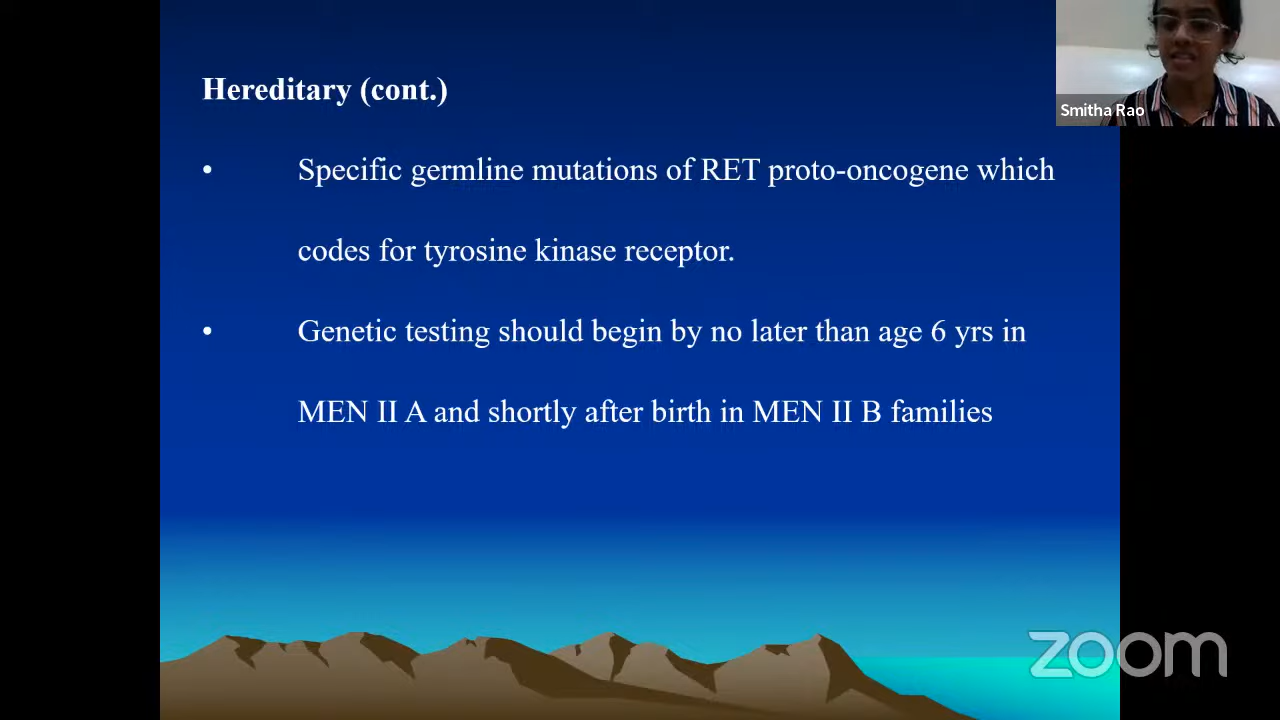 Hereditary (cont.)
Smitha Rao
• Specific germline mutations of RET proto-oncogene which
codes for tyrosine kinase receptor.
• Genetic testing should begin by no later than age 6 yrs in
MEN II A and shortly after birth in MEN II B families
zoom